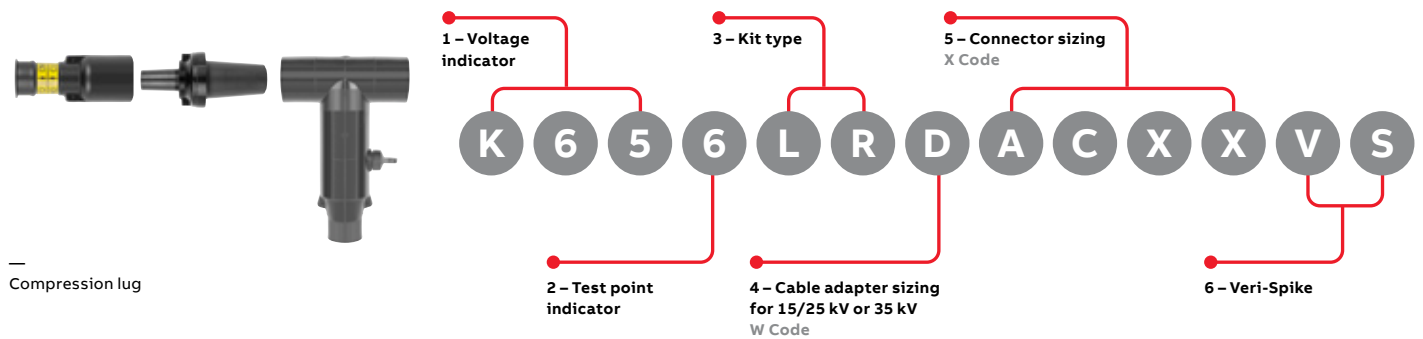 1 – Voltage
indicator
3 – Kit type
5 – Connector sizing
X Code
K 6 5 6 L R D A C X X V S
—
Compression lug
2 – Test point
indicator
4 – Cable adapter sizing
for 15/25 kV or 35 kV
W Code
6 – Veri-Spike